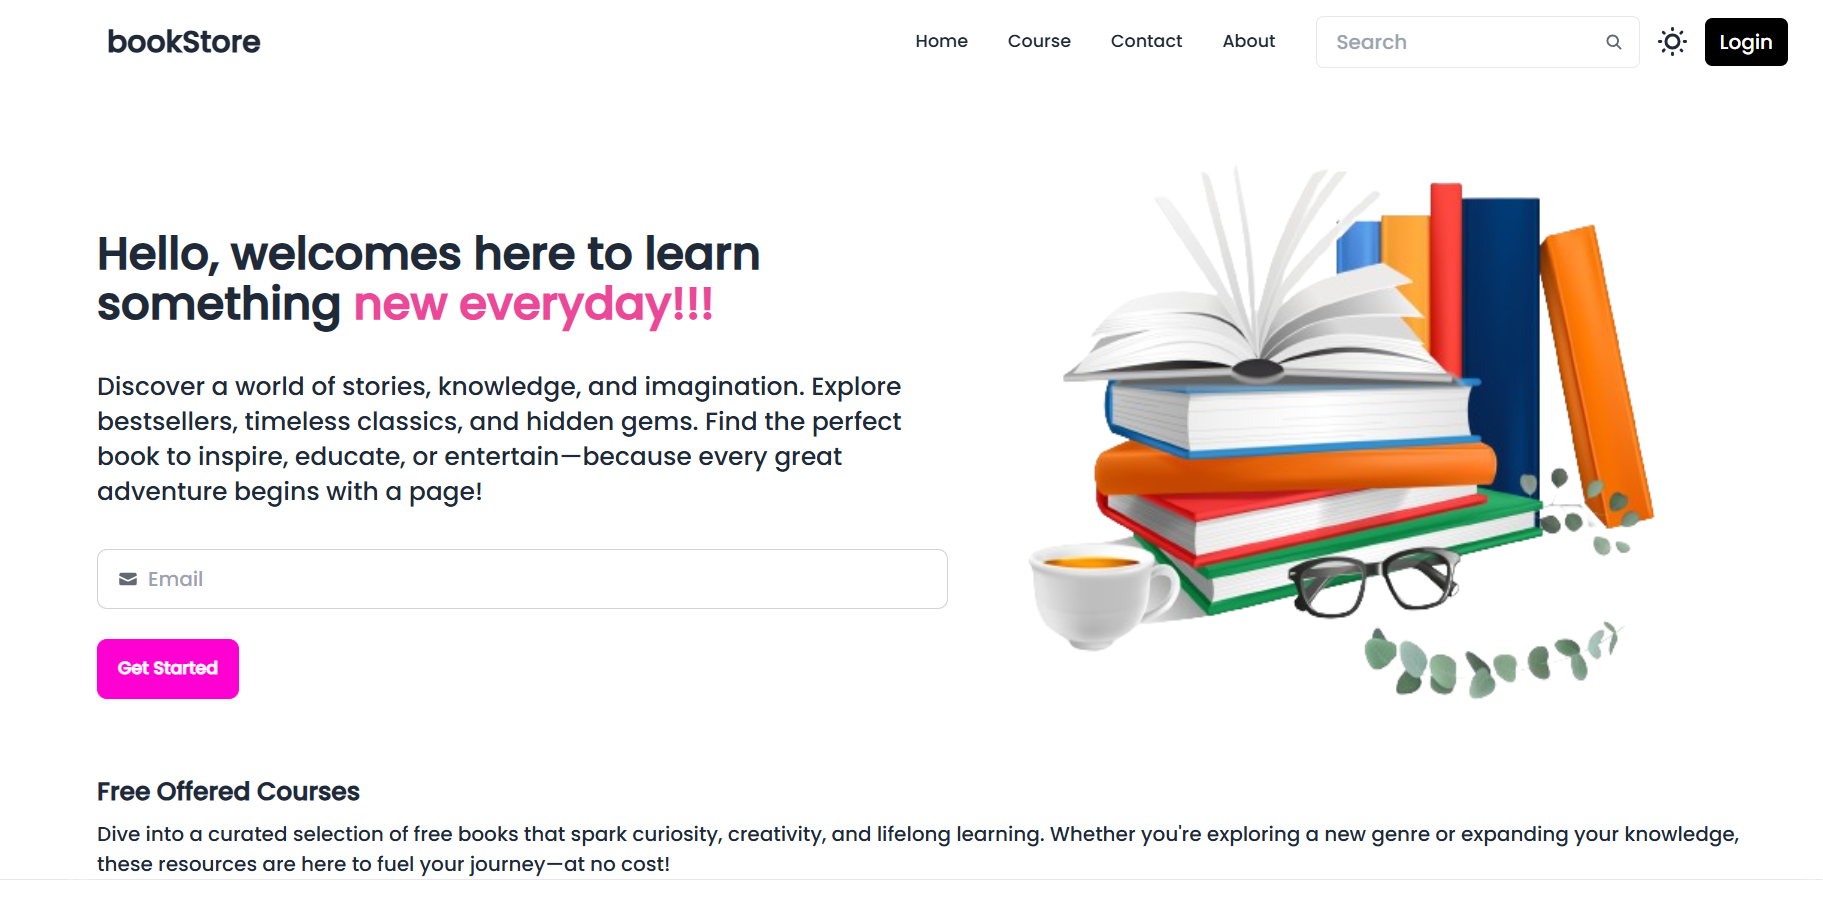 bookStore
Home
Course
Contact
About
Search
Login
Hello, welcomes here to learn
something new everyday!!!
Discover a world of stories, knowledge, and imagination. Explore
bestsellers, timeless classics, and hidden gems. Find the perfect
book to inspire, educate, or entertain—because every great
adventure begins with a page!
Email
Get Started
Free Offered Courses
Dive into a curated selection of free books that spark curiosity, creativity, and lifelong learning. Whether you're exploring a new genre or expanding your knowledge,
these resources are here to fuel your journey—at no cost!